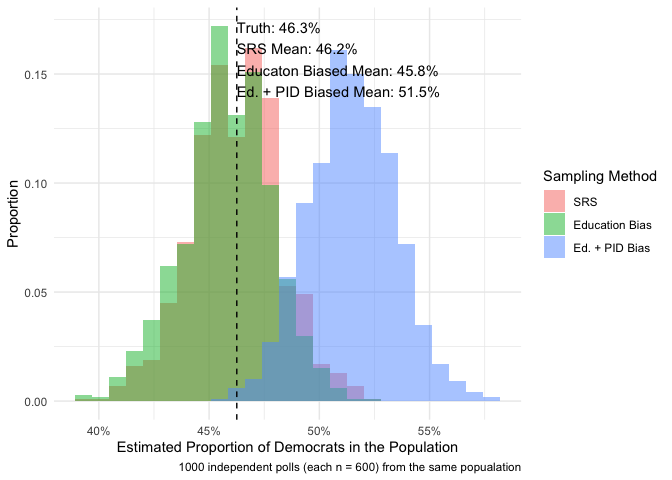 Truth: 46.3%
SRS Mean: 46.2%
Educaton Biased Mean: 45.8%
Ed. + PID Biased Mean: 51.5%
0.15
0.10
0.05
0.00
Proportion
40%
45%
50%
55%
Estimated Proportion of Democrats in the Population
1000 independent polls (each n = 600) from the same popualation
Sampling Method
SRS
Education Bias
Ed. + PID Bias